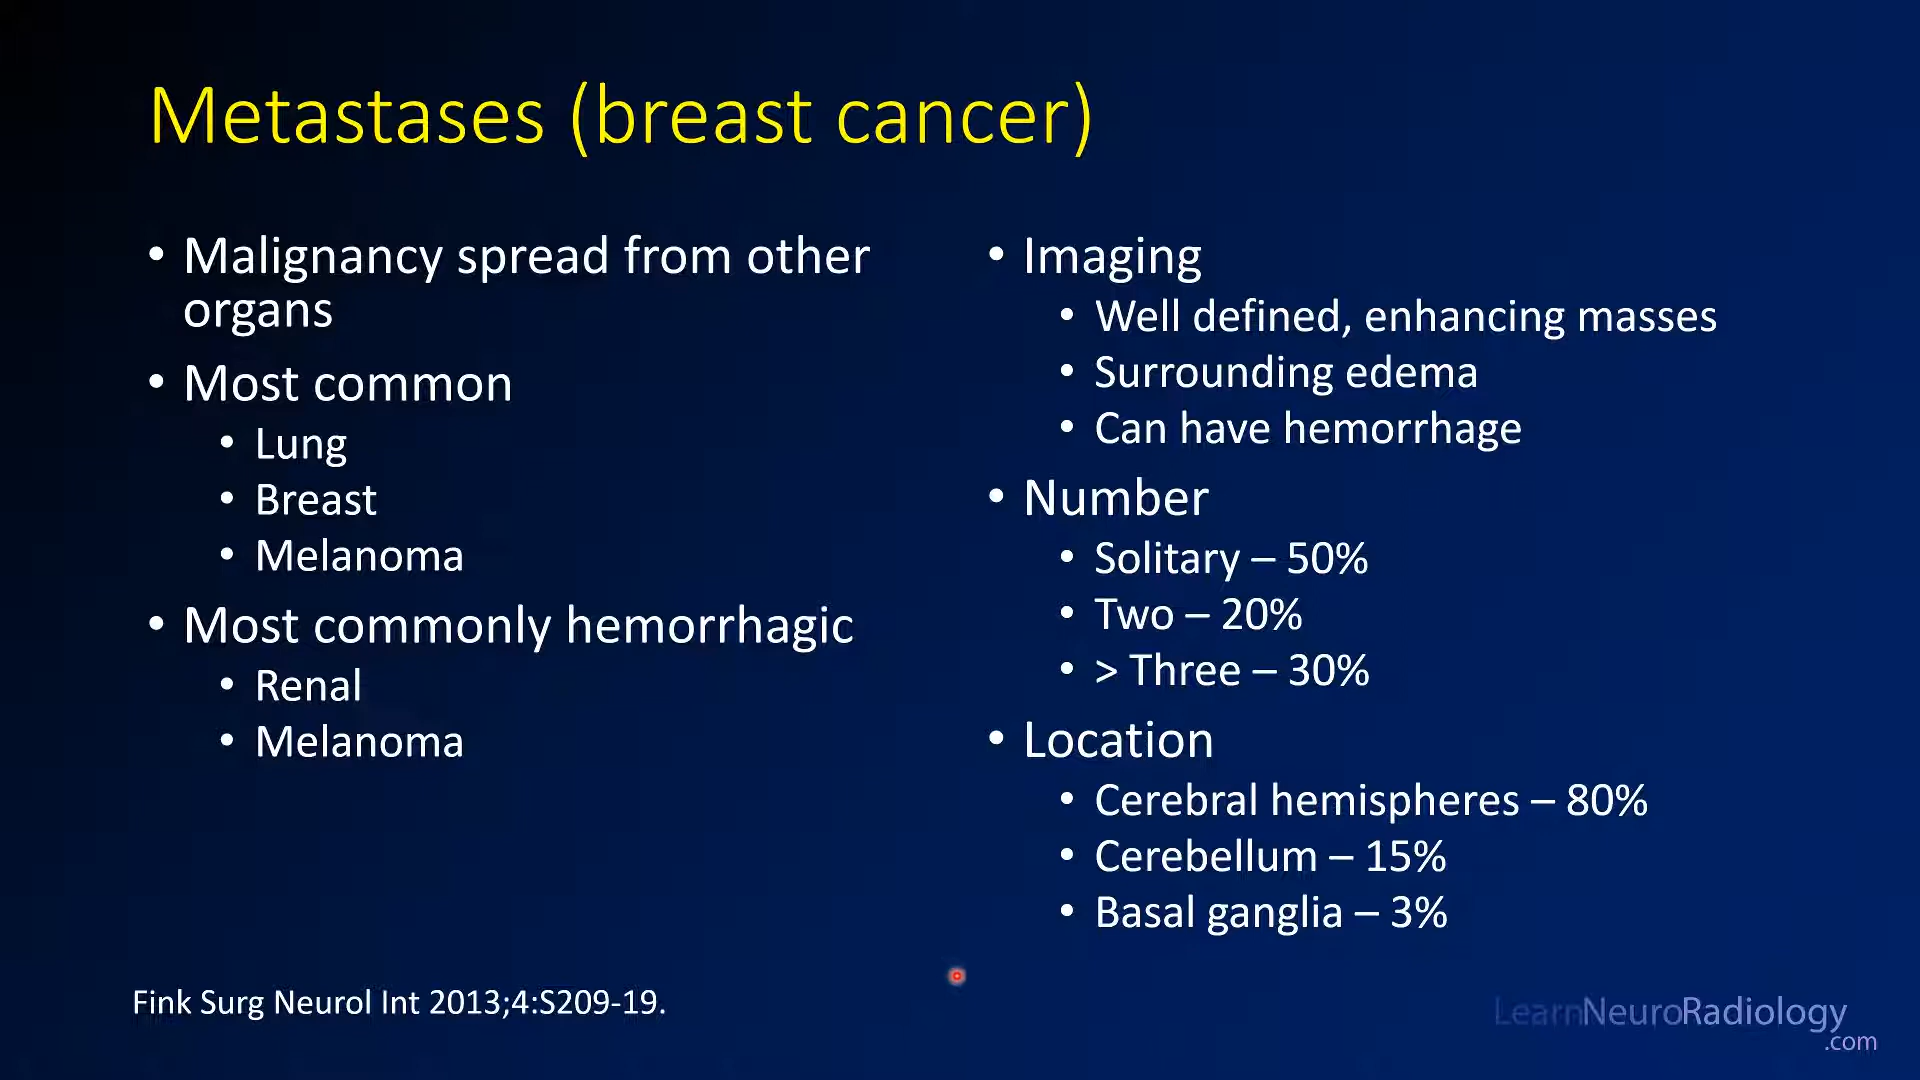 Metastases (breast cancer)
• Malignancy spread from other
organs
• Most common
• Lung
• Breast
• Melanoma
• Most commonly hemorrhagic
• Renal
• Melanoma
• Imaging
• Well defined, enhancing masses
• Surrounding edema
• Can have hemorrhage
• Number
• Solitary – 50%
• Two – 20%
• > Three – 30%
• Location
• Cerebral hemispheres – 80%
• Cerebellum – 15%
• Basal ganglia – 3%
Fink Surg Neurol Int 2013;4:S209-19.
LearnNeuroRadiology
.com